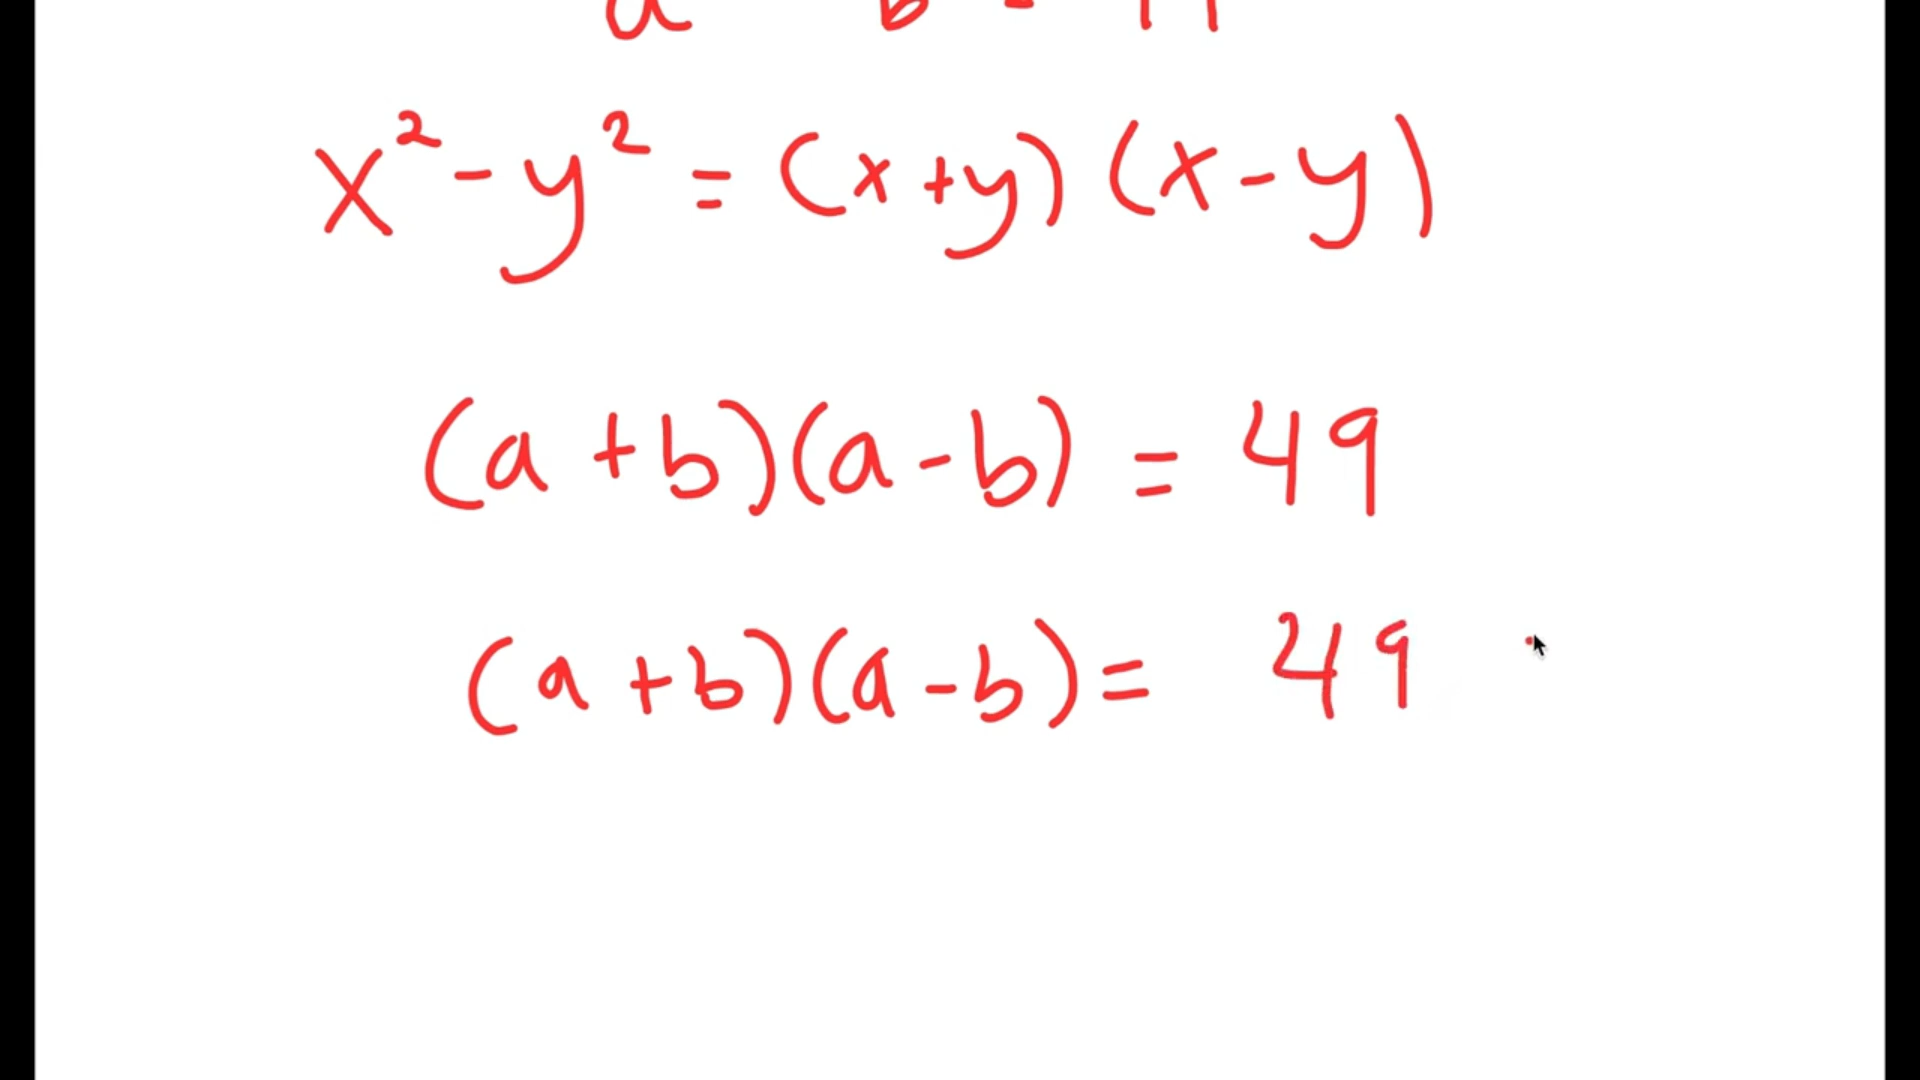 x² - y² = (x + y) (x - y)
(a + b)(a - b) = 49
(a + b)(a - b) = 49